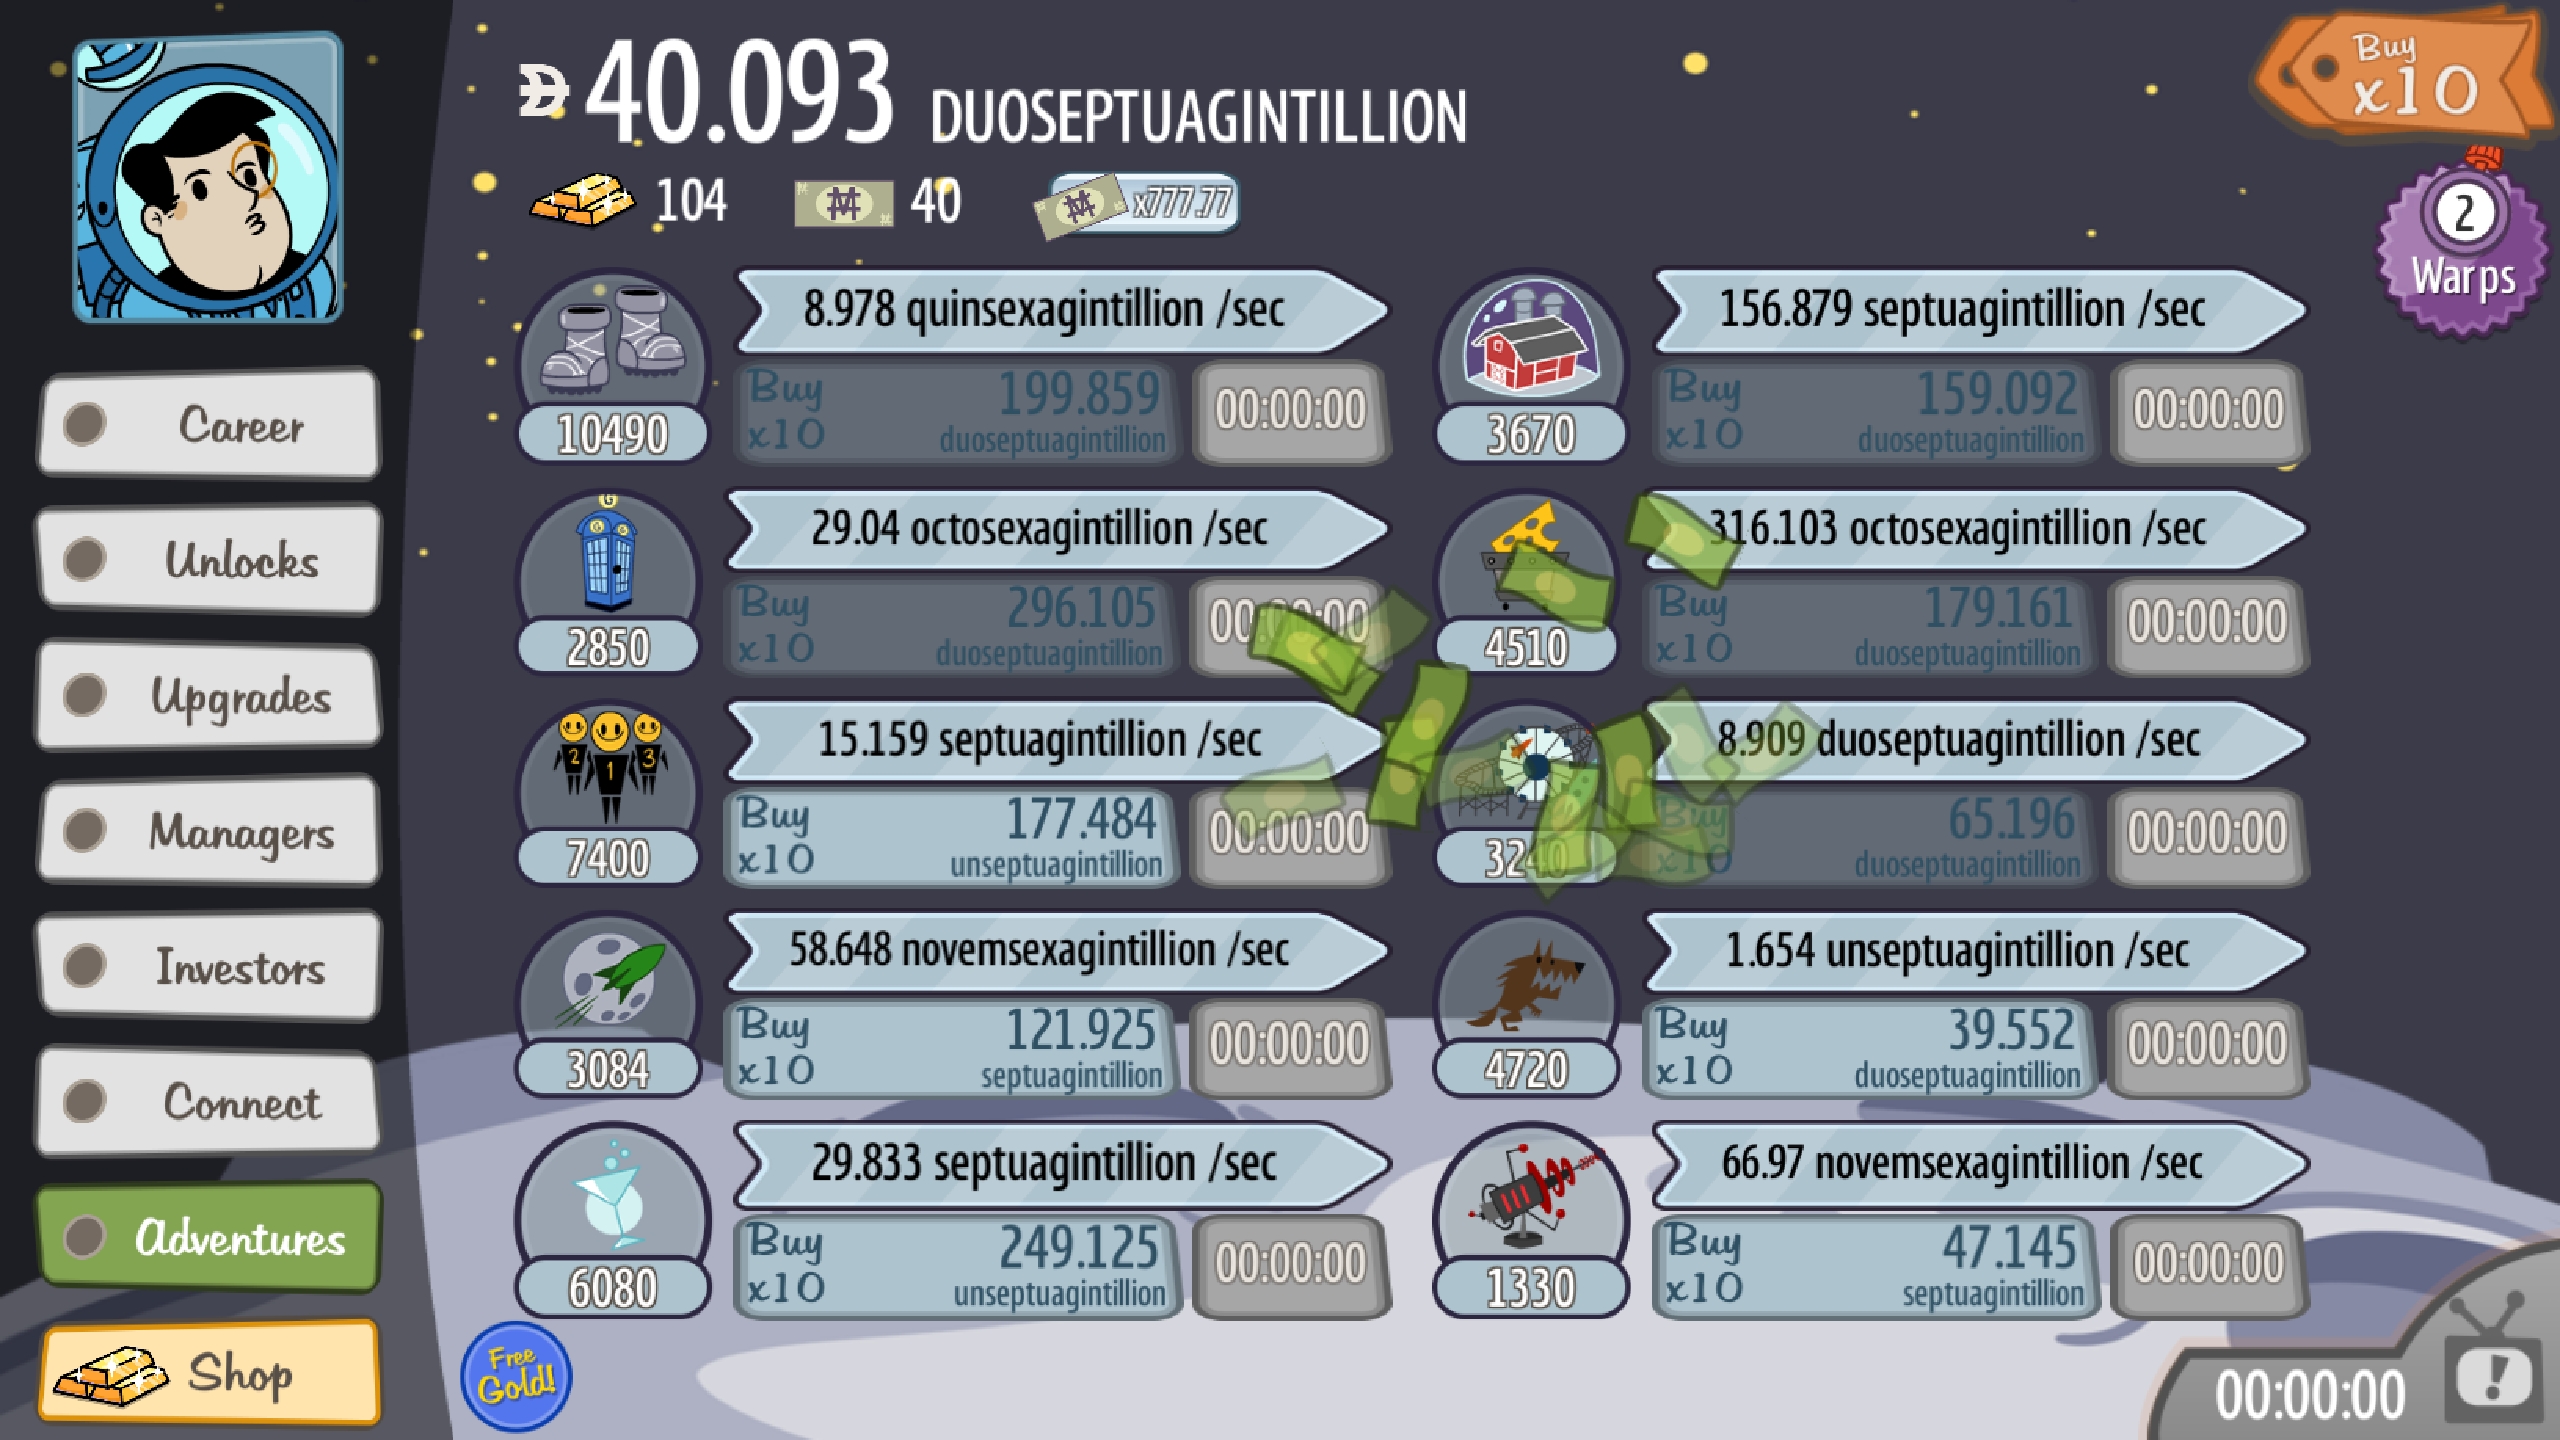 40.093 DUOSEPTUAGINTILLION
Buy
x10
104 40 x777.77
2
Warps
Career
Unlocks
Upgrades
Managers
Investors
Connect
Adventures
Shop
8.978 quinsexagintillion /sec
10490
Buy
x10
199.859
duoseptuagintillion
00:00:00
156.879 septuagintillion /sec
3670
Buy
x10
159.092
duoseptuagintillion
00:00:00
G
29.04 octosexagintillion /sec
2850
Buy
x10
296.105
duoseptuagintillion
00:00:00
316.103 octosexagintillion /sec
4510
Buy
x10
179.161
duoseptuagintillion
00:00:00
2 1 3
15.159 septuagintillion /sec
7400
Buy
x10
177.484
unseptuagintillion
00:00:00
8.909 duoseptuagintillion /sec
3240
Buy
x10
65.196
duoseptuagintillion
00:00:00
58.648 novemsexagintillion /sec
3084
Buy
x10
121.925
septuagintillion
00:00:00
1.654 unseptuagintillion /sec
4720
Buy
x10
39.552
duoseptuagintillion
00:00:00
29.833 septuagintillion /sec
6080
Buy
x10
249.125
unseptuagintillion
00:00:00
66.97 novemsexagintillion /sec
1330
Buy
x10
47.145
septuagintillion
00:00:00
Free
Gold!
00:00:00
!